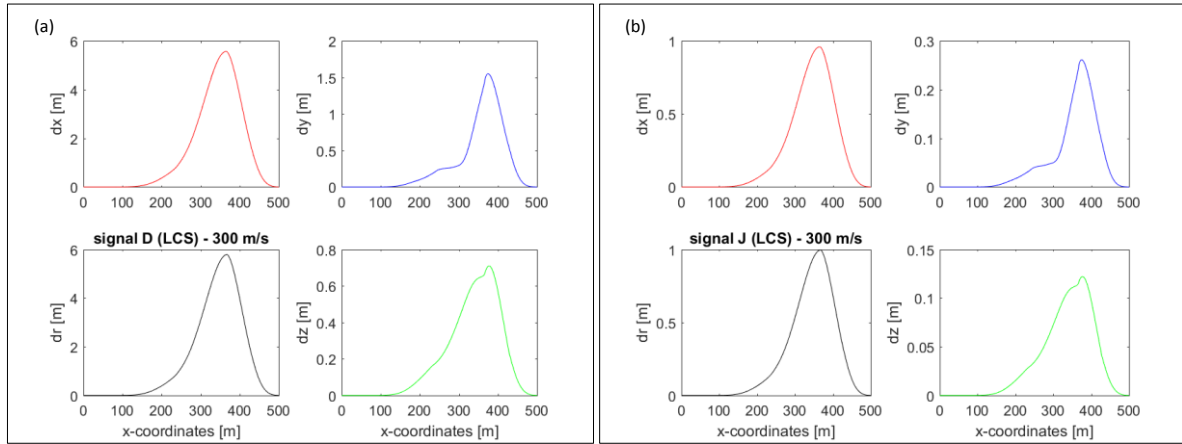 (a)
6
4
2
0
dx [m]
0 100 200 300 400 500
2
1.5
1
0.5
0
dy [m]
0 100 200 300 400 500
signal D (LCS) - 300 m/s
6
4
2
0
dr [m]
0 100 200 300 400 500
x-coordinates [m]
0.8
0.6
0.4
0.2
0
dz [m]
0 100 200 300 400 500
x-coordinates [m]
(b)
1
0.5
0
dx [m]
0 100 200 300 400 500
0.3
0.2
0.1
0
dy [m]
0 100 200 300 400 500
signal J (LCS) - 300 m/s
1
0.5
0
dr [m]
0 100 200 300 400 500
x-coordinates [m]
0.15
0.1
0.05
0
dz [m]
0 100 200 300 400 500
x-coordinates [m]